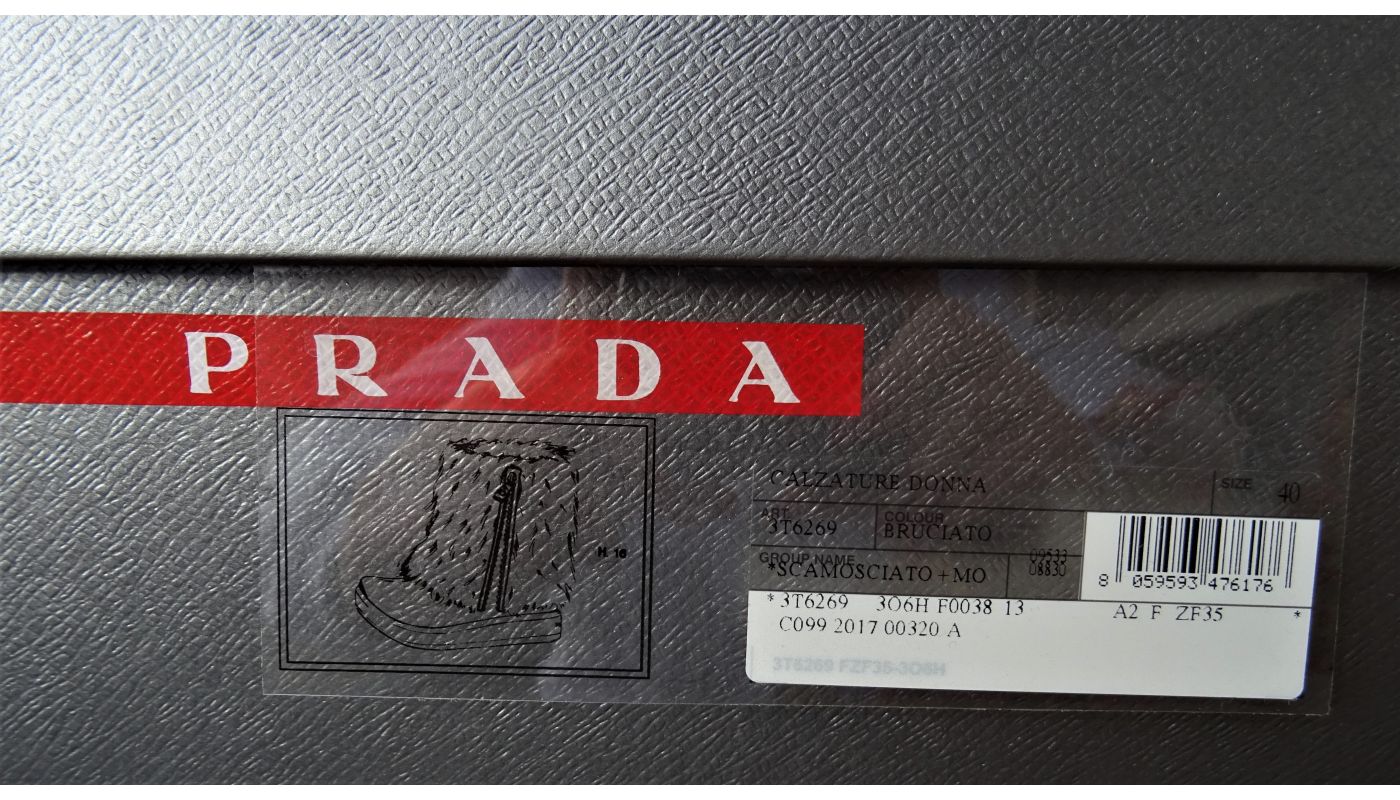 PRADA
H. 16
CALZATURE DONNA
SIZE 40
ART. 3T6269
COLOUR BRUCIATO
GROUP NAME *SCAMOSCIATO+MO
09533
08830
8 059593 476176
*3T6269 3O6H F0038 13 A2 F ZF35 *
C099 2017 00320 A
3T6269 FZF35-3O6H